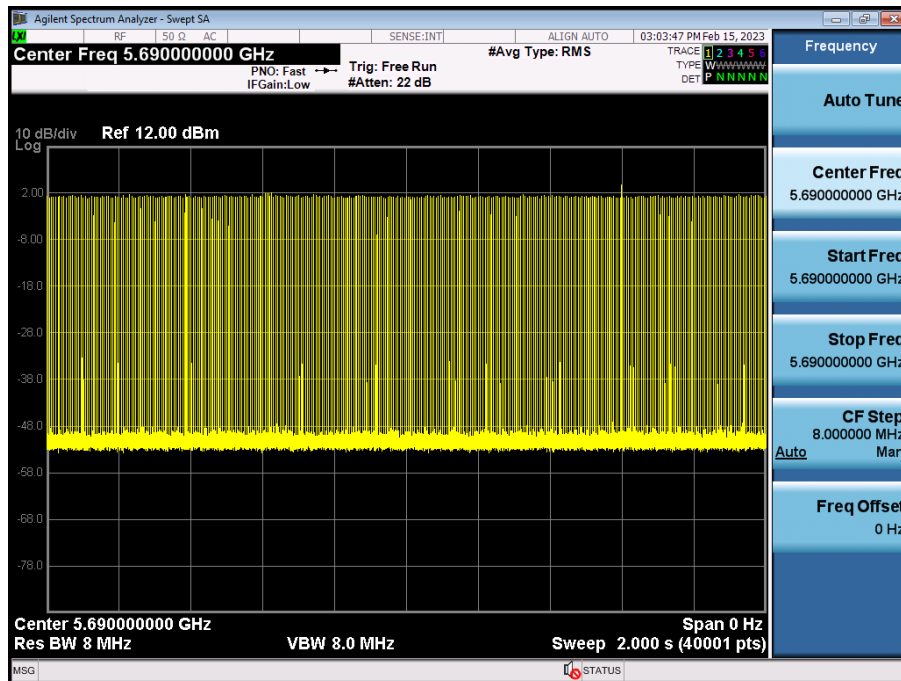 Agilent Spectrum Analyzer - Swept SA
LXI RF 50 Ω AC SENSE:INT ALIGN AUTO 03:03:47 PM Feb 15, 2023
Center Freq 5.690000000 GHz
PNO: Fast
IFGain:Low
Trig: Free Run
#Atten: 22 dB
#Avg Type: RMS
TRACE 1 2 3 4 5 6
TYPE W W W W W W
DET P N N N N N
10 dB/div Ref 12.00 dBm
Log
2.00
-8.00
-18.0
-28.0
-38.0
-48.0
-58.0
-68.0
-78.0
Center 5.690000000 GHz Span 0 Hz
Res BW 8 MHz VBW 8.0 MHz Sweep 2.000 s (40001 pts)
MSG STATUS
Frequency
Auto Tune
Center Freq
5.690000000 GHz
Start Freq
5.690000000 GHz
Stop Freq
5.690000000 GHz
CF Step
8.000000 MHz
Auto Man
Freq Offset
0 Hz